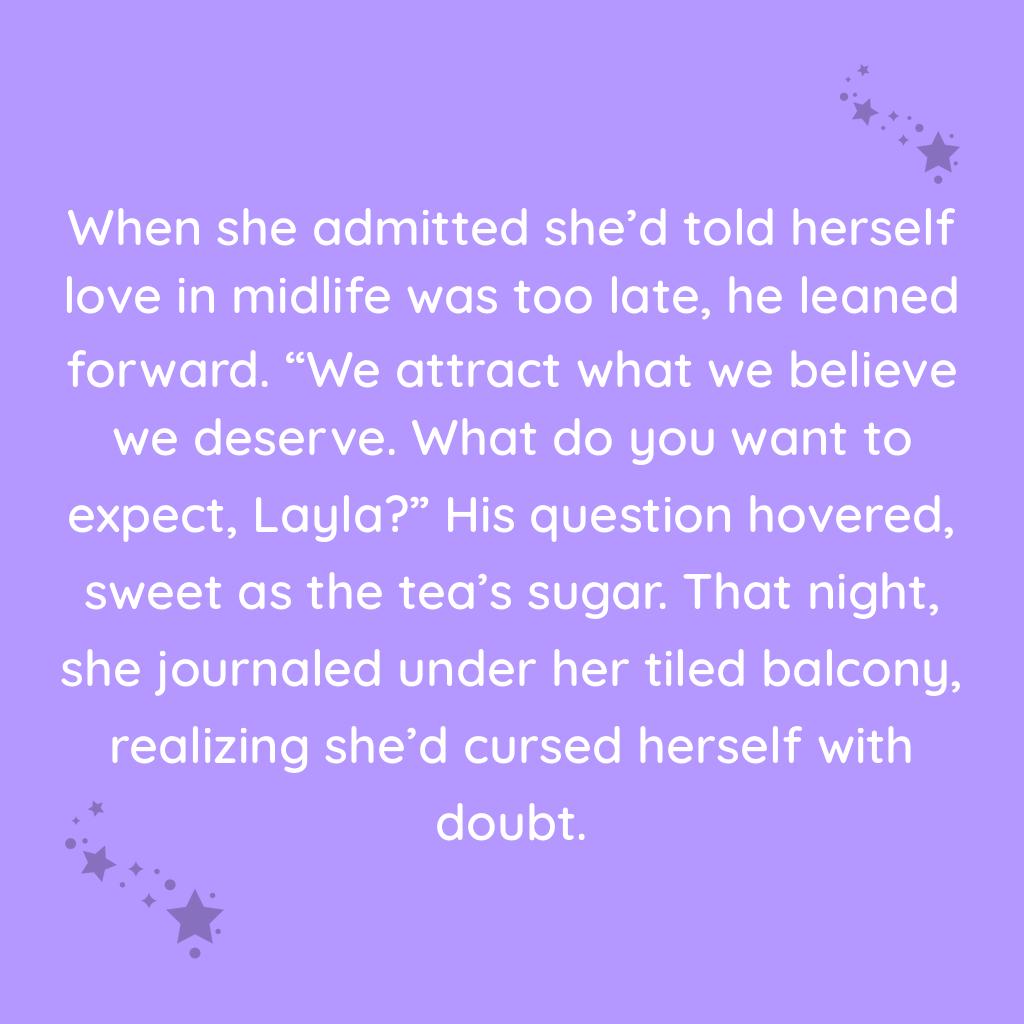 When she admitted she’d told herself
love in midlife was too late, he leaned
forward. “We attract what we believe
we deserve. What do you want to
expect, Layla?” His question hovered,
sweet as the tea’s sugar. That night,
she journaled under her tiled balcony,
realizing she’d cursed herself with
doubt.